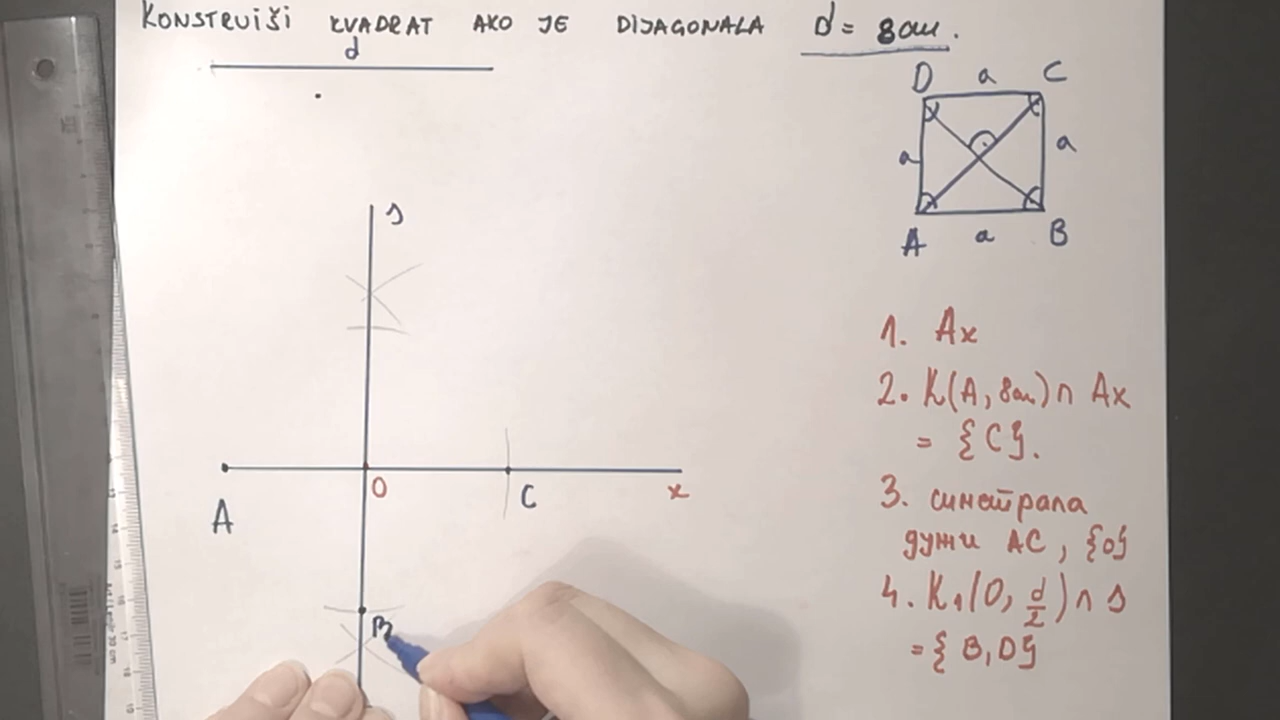 KONSTRUIŠI KVADRAT AKO JE DIJAGONALA d = 8cm.
d
D a C
a a
A a B
s
O C x
A
B
1. Ax
2. K(A, 8cm) ∩ Ax
= {C}.
3. симетрала
дужи AC, {O}
4. K₁(O, d/2) ∩ s
= {B, D}